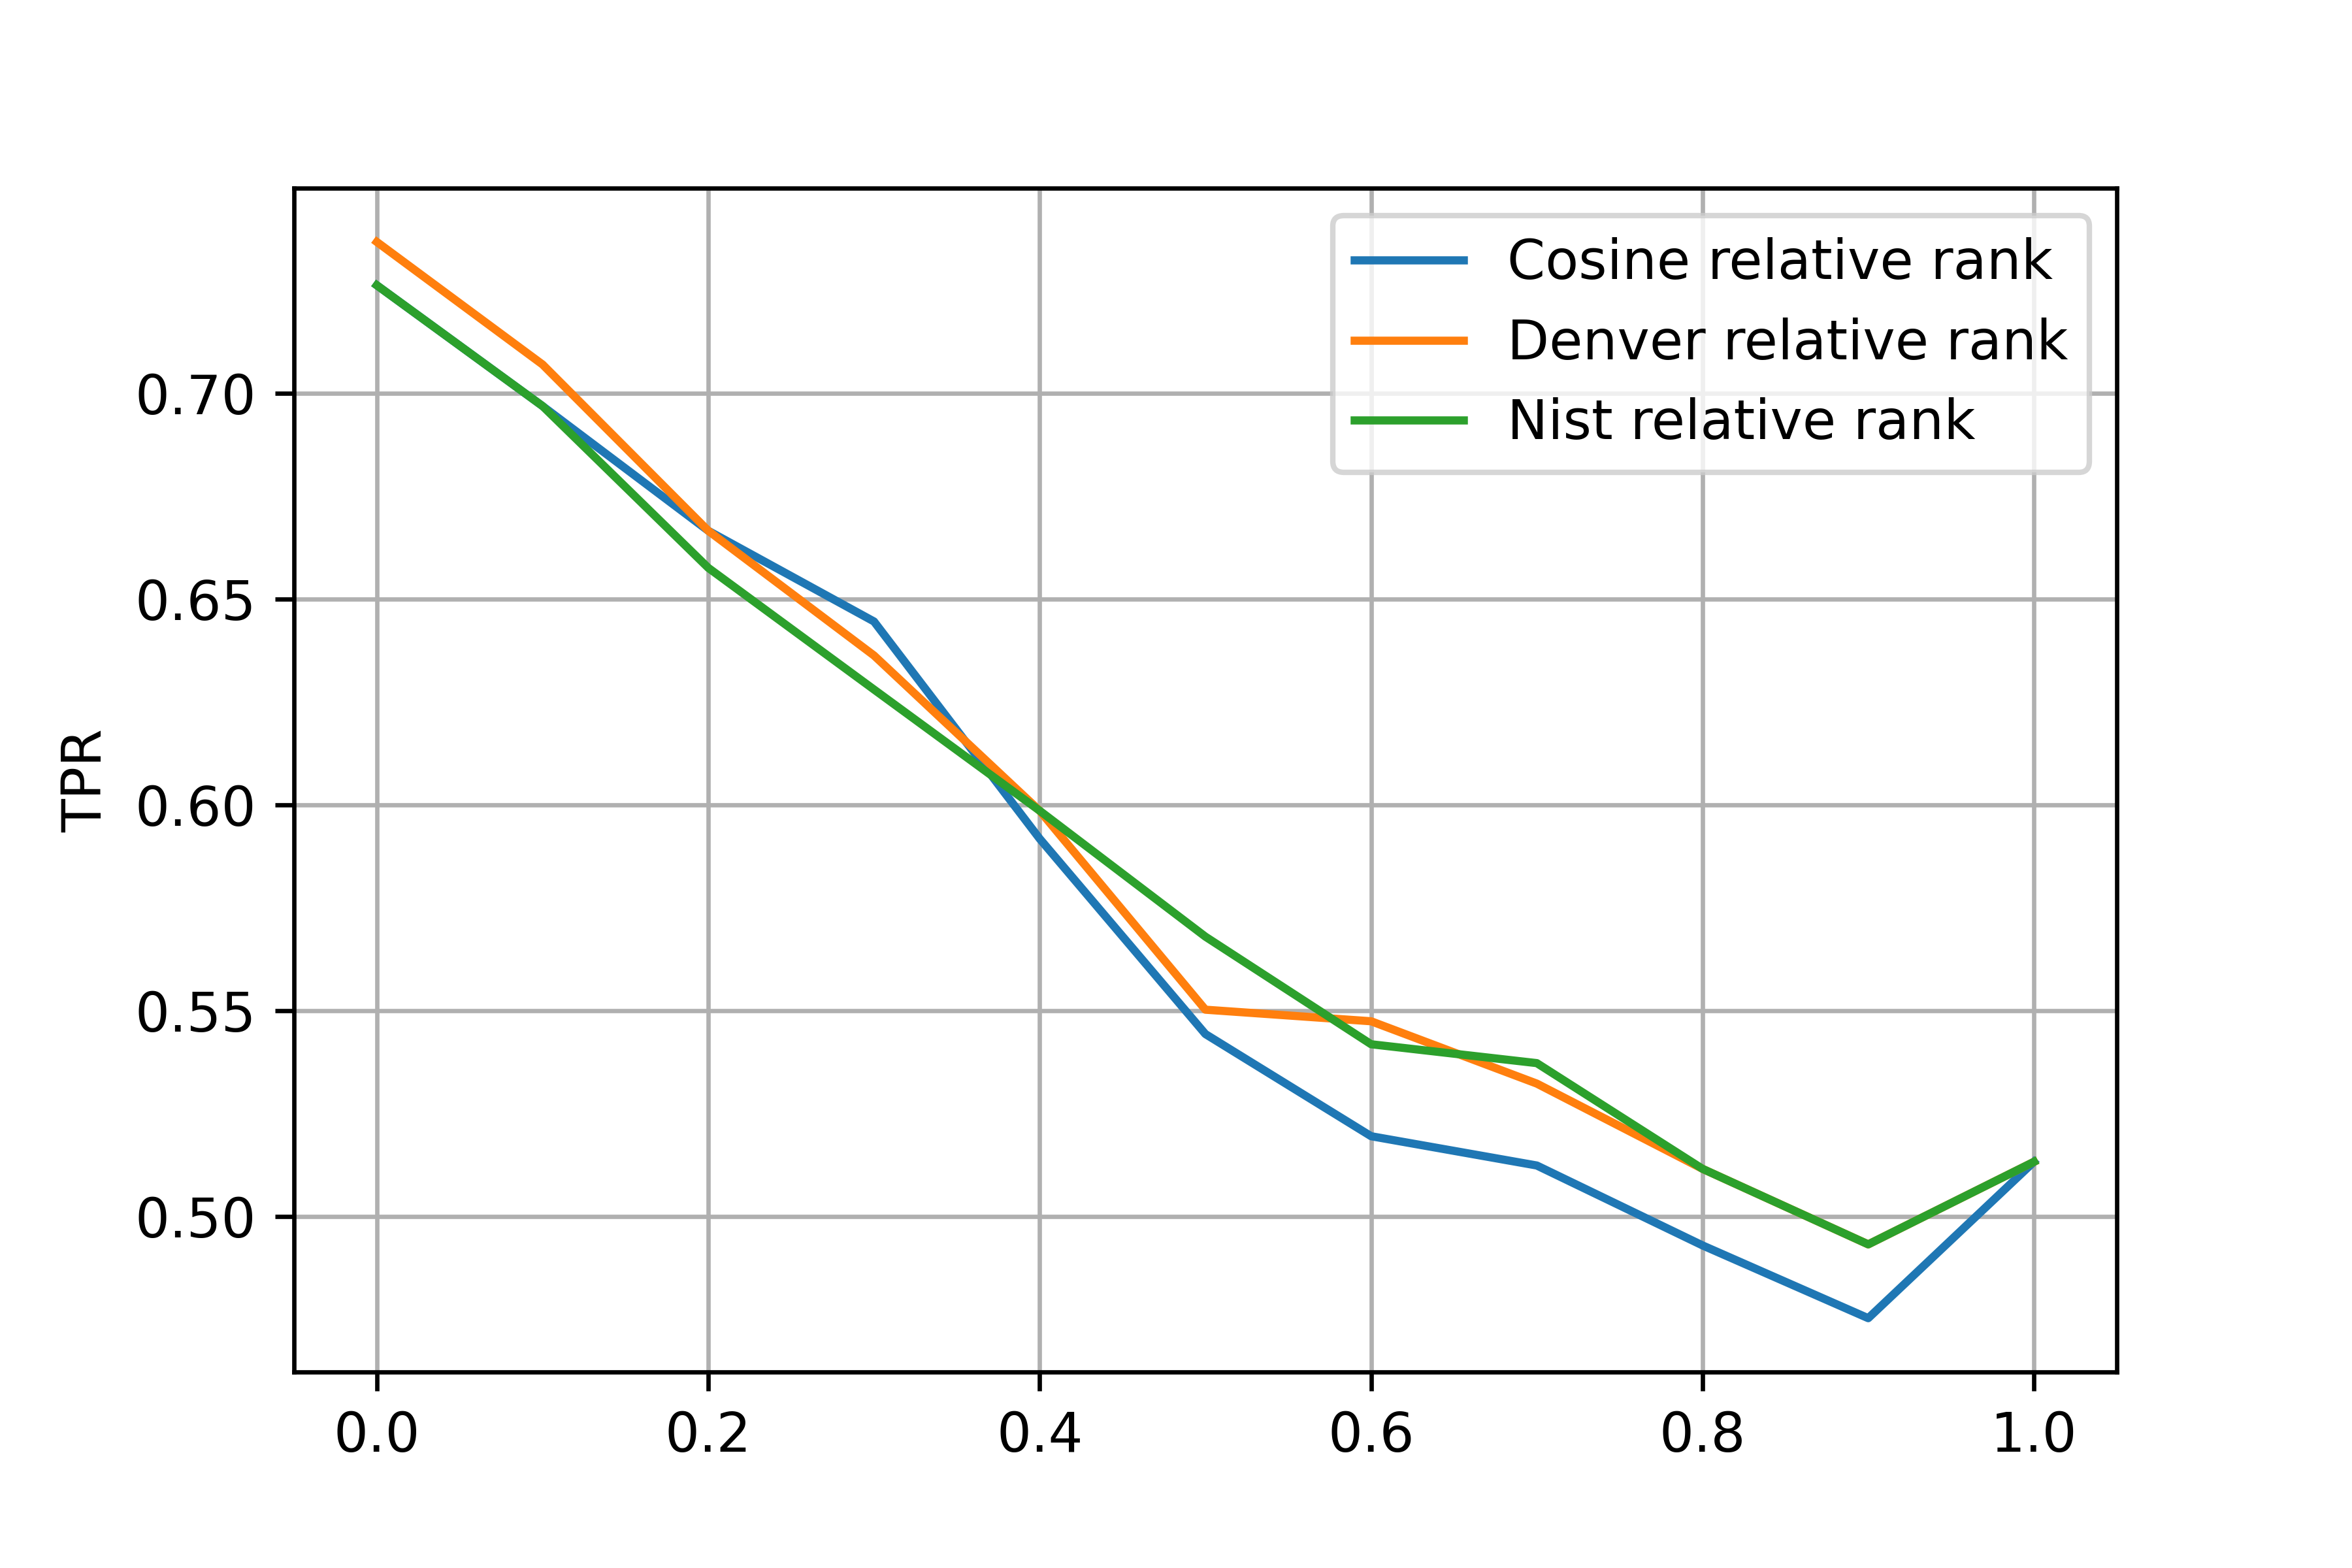 Cosine relative rank
Denver relative rank
Nist relative rank
TPR
0.70
0.65
0.60
0.55
0.50
0.0 0.2 0.4 0.6 0.8 1.0